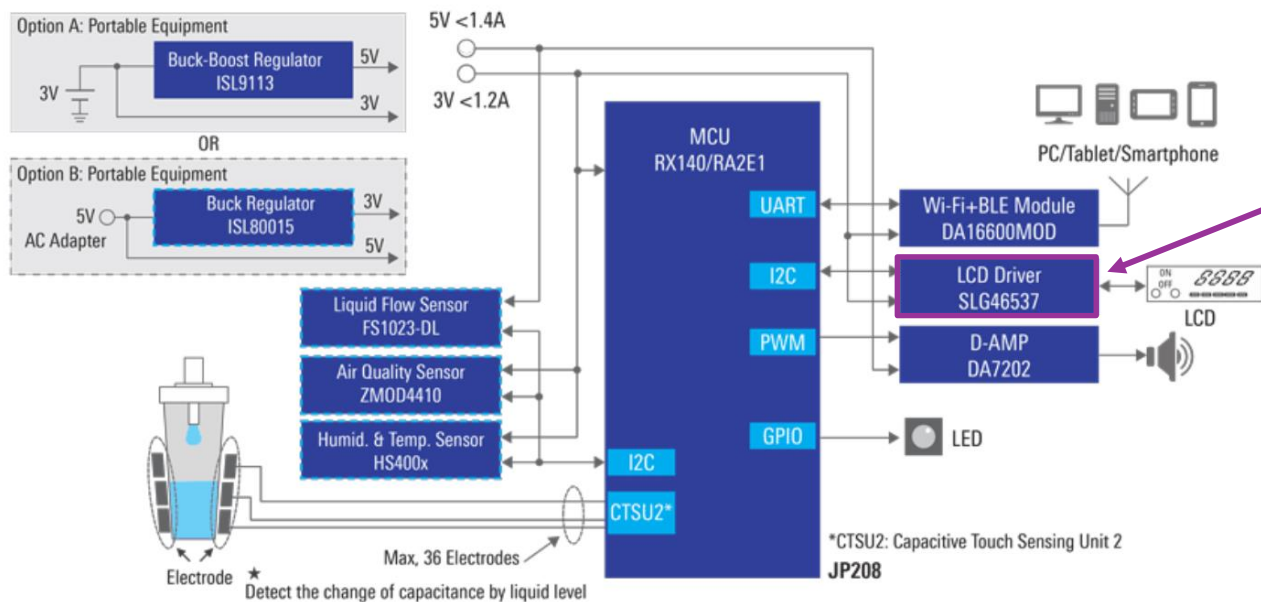 Option A: Portable Equipment
Buck-Boost Regulator
ISL9113
5V
3V
3V
OR
Option B: Portable Equipment
Buck Regulator
ISL80015
3V
5V
AC Adapter
5V
5V <1.4A
3V <1.2A
MCU
RX140/RA2E1
UART
I2C
PWM
GPIO
I2C
CTSU2*
PC/Tablet/Smartphone
Wi-Fi+BLE Module
DA16600MOD
LCD Driver
SLG46537
ON
OFF
8888
LCD
D-AMP
DA7202
LED
Liquid Flow Sensor
FS1023-DL
Air Quality Sensor
ZMOD4410
Humid. & Temp. Sensor
HS400x
Max, 36 Electrodes
*CTSU2: Capacitive Touch Sensing Unit 2
JP208
Electrode
★
Detect the change of capacitance by liquid level